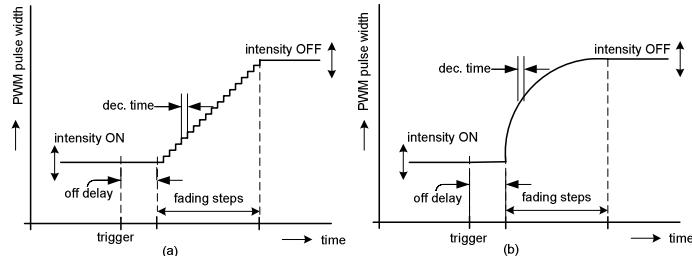 PWM pulse width
intensity OFF
dec. time
intensity ON
off delay
fading steps
trigger
time
(a)
PWM pulse width
intensity OFF
dec. time
intensity ON
off delay
fading steps
trigger
time
(b)